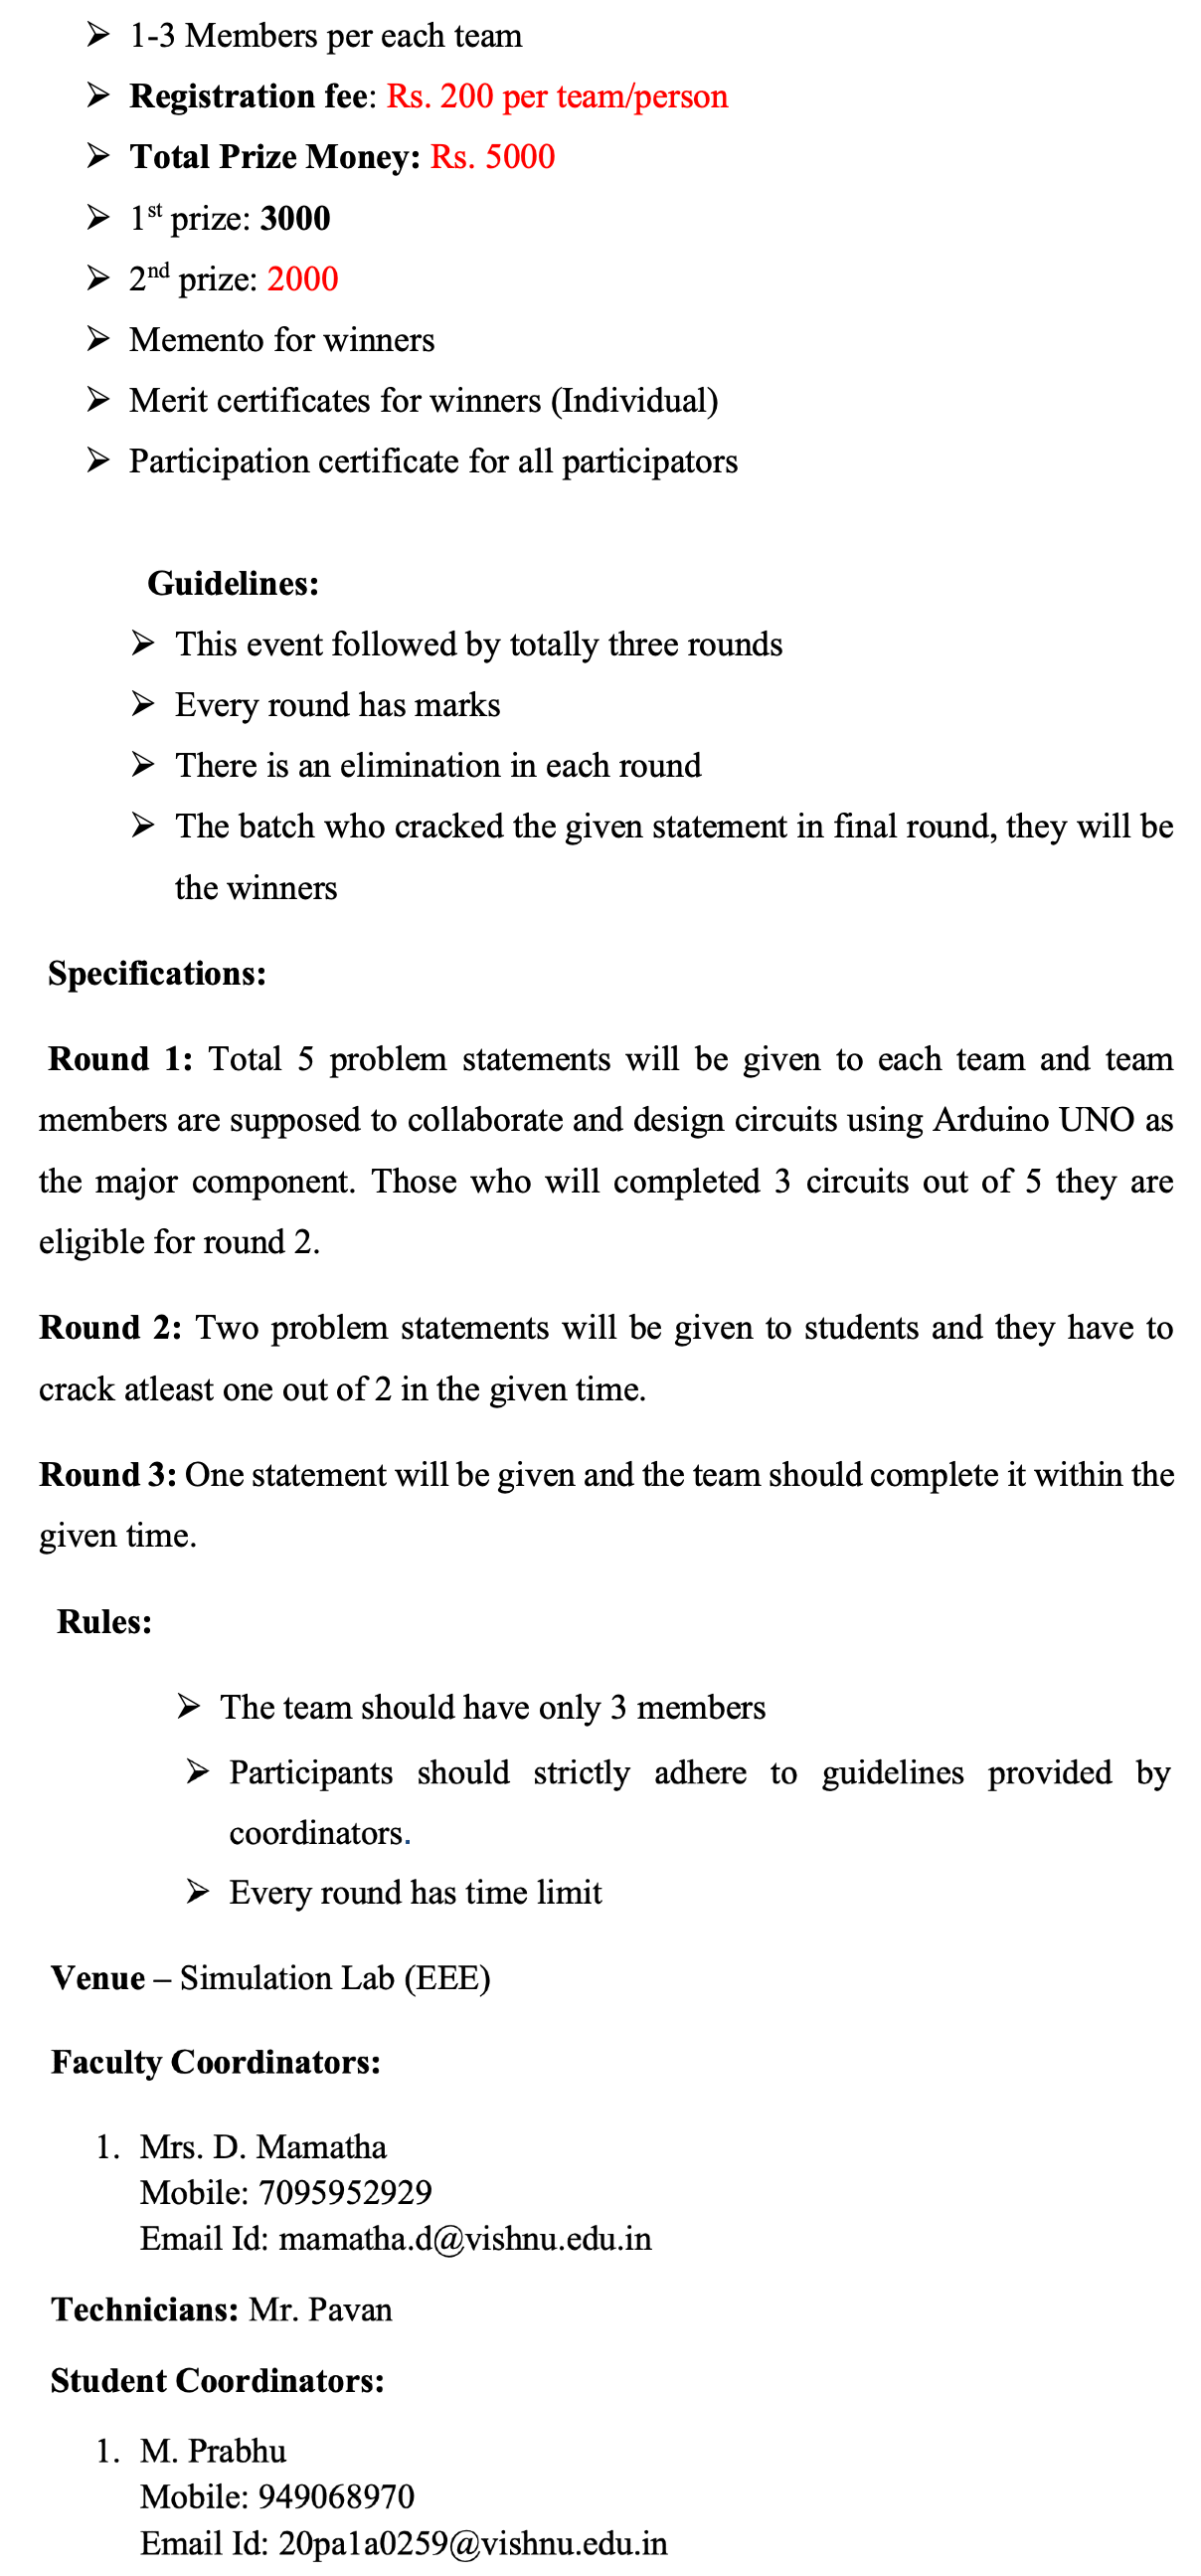 ➢ 1-3 Members per each team
➢ Registration fee: Rs. 200 per team/person
➢ Total Prize Money: Rs. 5000
➢ 1st prize: 3000
➢ 2nd prize: 2000
➢ Memento for winners
➢ Merit certificates for winners (Individual)
➢ Participation certificate for all participators
Guidelines:
➢ This event followed by totally three rounds
➢ Every round has marks
➢ There is an elimination in each round
➢ The batch who cracked the given statement in final round, they will be
the winners
Specifications:
Round 1: Total 5 problem statements will be given to each team and team
members are supposed to collaborate and design circuits using Arduino UNO as
the major component. Those who will completed 3 circuits out of 5 they are
eligible for round 2.
Round 2: Two problem statements will be given to students and they have to
crack atleast one out of 2 in the given time.
Round 3: One statement will be given and the team should complete it within the
given time.
Rules:
➢ The team should have only 3 members
➢ Participants should strictly adhere to guidelines provided by
coordinators.
➢ Every round has time limit
Venue – Simulation Lab (EEE)
Faculty Coordinators:
1. Mrs. D. Mamatha
Mobile: 7095952929
Email Id: mamatha.d@vishnu.edu.in
Technicians: Mr. Pavan
Student Coordinators:
1. M. Prabhu
Mobile: 949068970
Email Id: 20pa1a0259@vishnu.edu.in